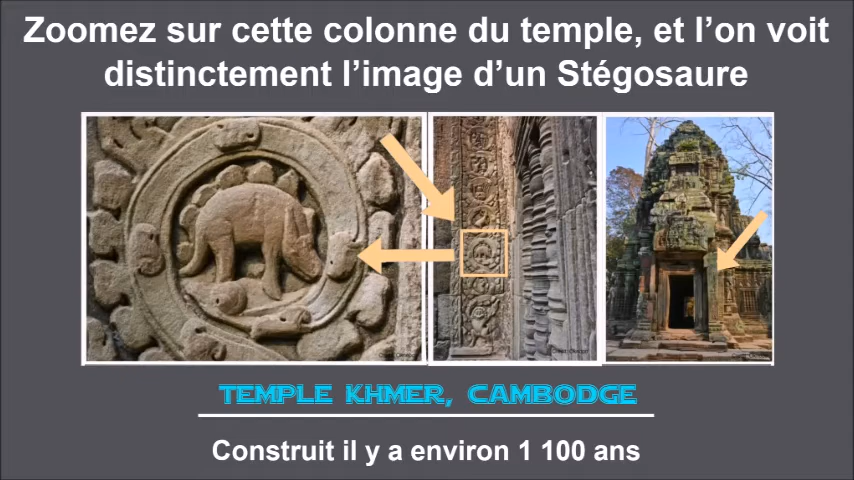 Zoomez sur cette colonne du temple, et l’on voit
distinctement l’image d’un Stégosaure
TEMPLE KHMER, CAMBODGE
Construit il y a environ 1 100 ans